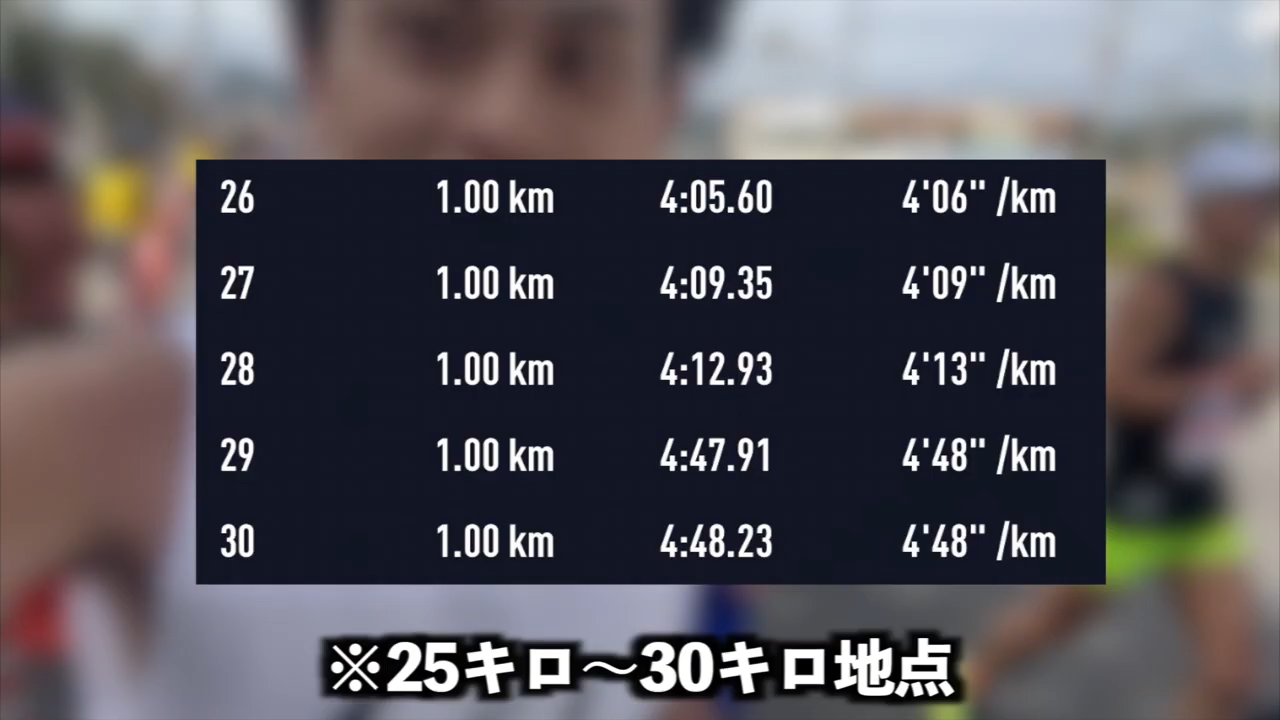 26 1.00 km 4:05.60 4'06" /km
27 1.00 km 4:09.35 4'09" /km
28 1.00 km 4:12.93 4'13" /km
29 1.00 km 4:47.91 4'48" /km
30 1.00 km 4:48.23 4'48" /km
※25キロ～30キロ地点